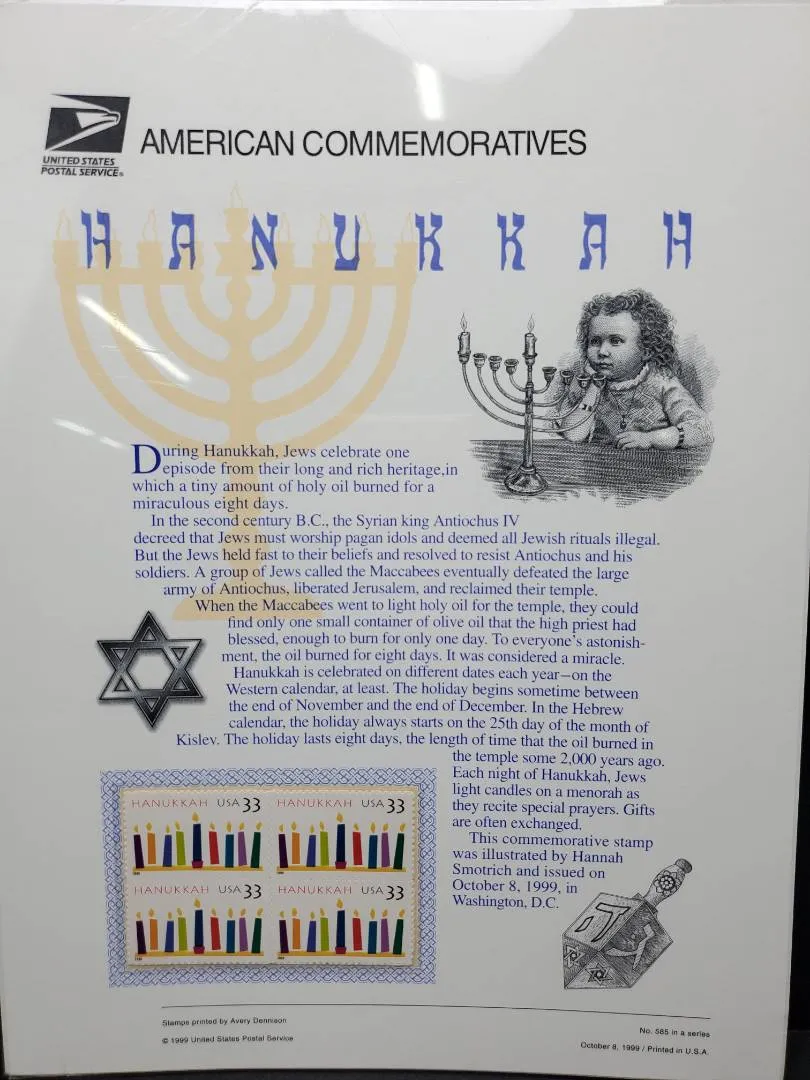 UNITED STATES
POSTAL SERVICE®
AMERICAN COMMEMORATIVES
HANUKKAH
During Hanukkah, Jews celebrate one
episode from their long and rich heritage,in
which a tiny amount of holy oil burned for a
miraculous eight days.
In the second century B.C., the Syrian king Antiochus IV
decreed that Jews must worship pagan idols and deemed all Jewish rituals illegal.
But the Jews held fast to their beliefs and resolved to resist Antiochus and his
soldiers. A group of Jews called the Maccabees eventually defeated the large
army of Antiochus, liberated Jerusalem, and reclaimed their temple.
When the Maccabees went to light holy oil for the temple, they could
find only one small container of olive oil that the high priest had
blessed, enough to burn for only one day. To everyone's astonish-
ment, the oil burned for eight days. It was considered a miracle.
Hanukkah is celebrated on different dates each year—on the
Western calendar, at least. The holiday begins sometime between
the end of November and the end of December. In the Hebrew
calendar, the holiday always starts on the 25th day of the month of
Kislev. The holiday lasts eight days, the length of time that the oil burned in
the temple some 2,000 years ago.
Each night of Hanukkah, Jews
light candles on a menorah as
they recite special prayers. Gifts
are often exchanged.
This commemorative stamp
was illustrated by Hannah
Smotrich and issued on
October 8, 1999, in
Washington, D.C.
HANUKKAH USA 33
HANUKKAH USA 33
HANUKKAH USA 33
HANUKKAH USA 33
Stamps printed by Avery Dennison
© 1999 United States Postal Service
No. 585 in a series
October 8, 1999 / Printed in U.S.A.